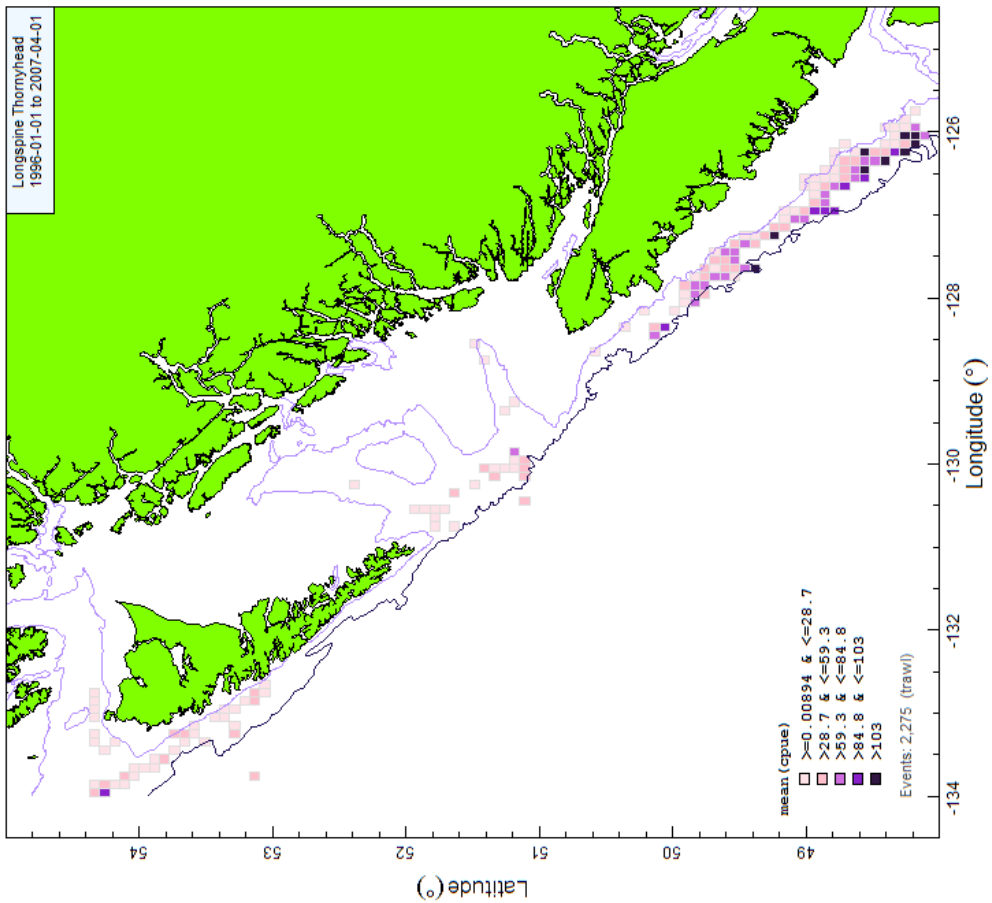 Longspine Thornyhead
1996-01-01 to 2007-04-01
Latitude (°)
54
53
52
51
50
49
mean(cpue)
>=0.00894 & <=28.7
>28.7 & <=59.3
>59.3 & <=84.8
>84.8 & <=103
>103
Events: 2,275 (trawl)
-134
-132
-130
-128
-126
Longitude (°)